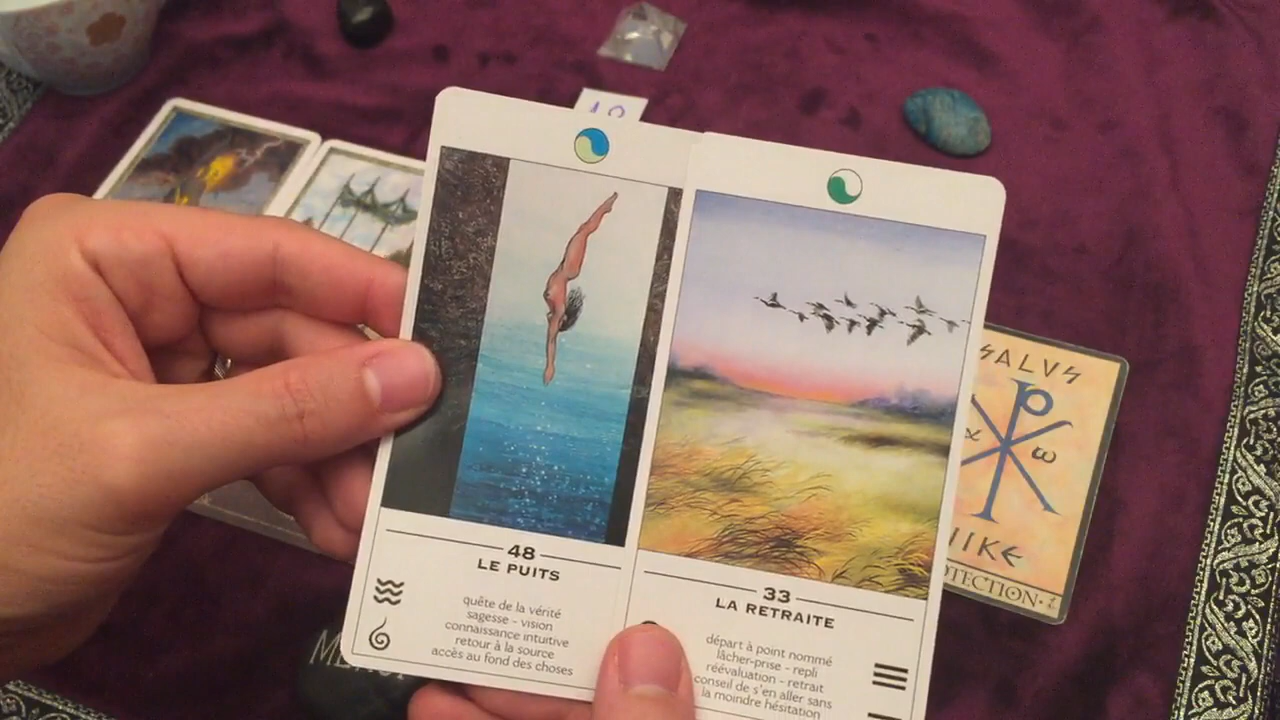 48
LE PUITS
quête de la vérité
sagesse - vision
connaissance intuitive
retour à la source
accès au fond des choses
33
LA RETRAITE
départ à point nommé
lâcher-prise - repli
réévaluation - retrait
conseil de s'en aller sans
la moindre hésitation
SALVS